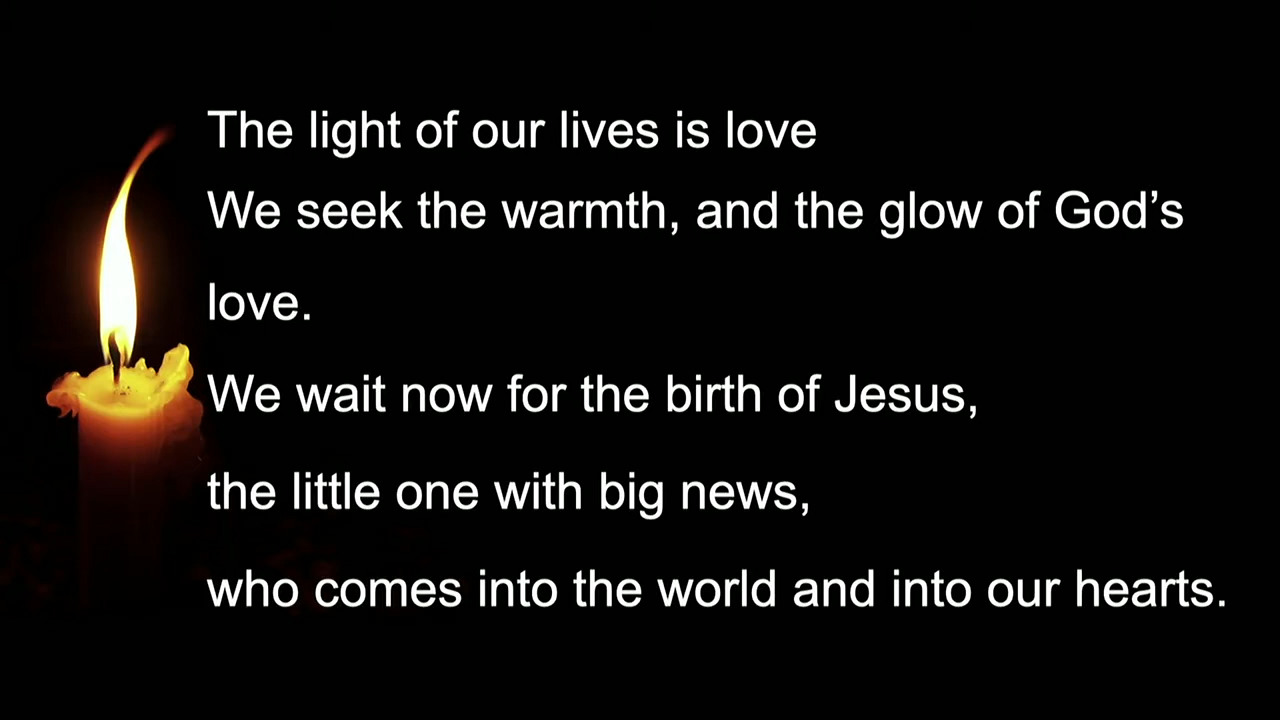 The light of our lives is love
We seek the warmth, and the glow of God’s
love.
We wait now for the birth of Jesus,
the little one with big news,
who comes into the world and into our hearts.